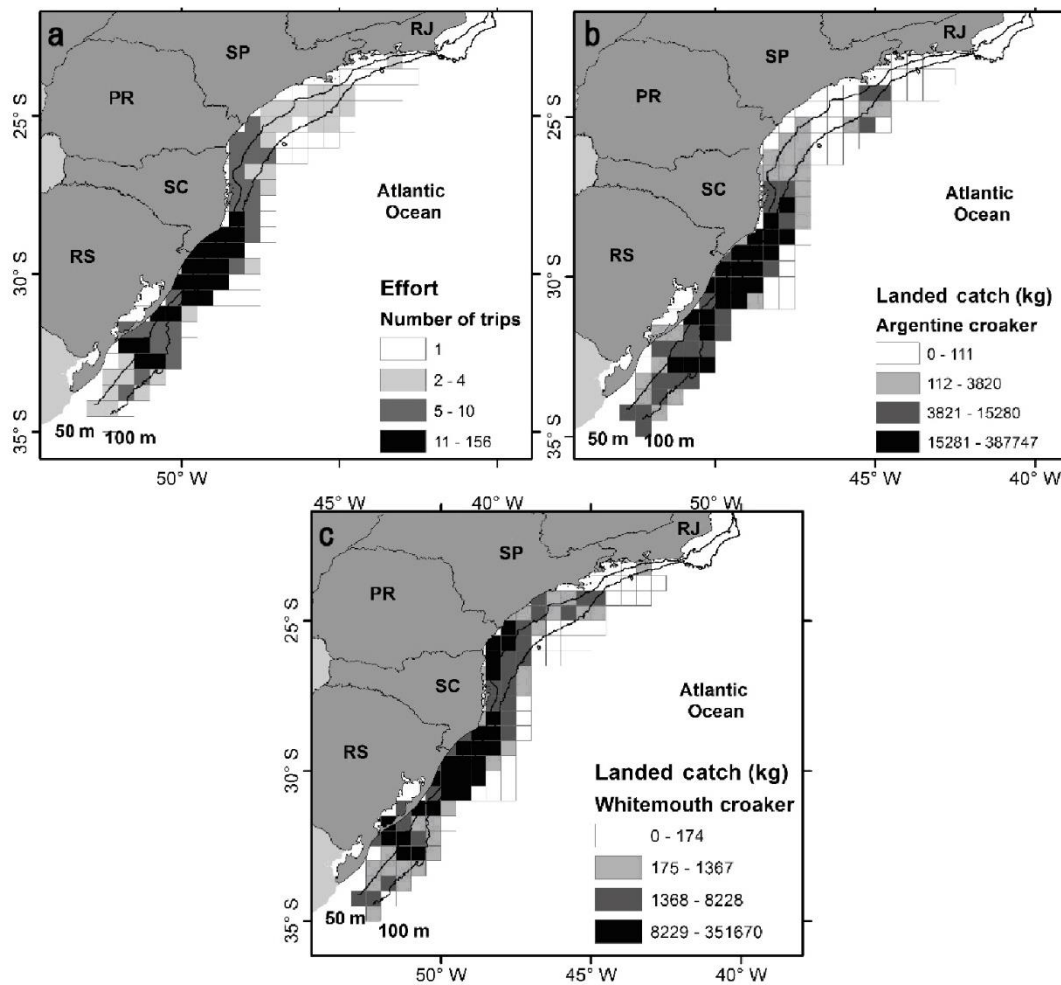 a
SP
RJ
PR
SC
RS
25° S
30° S
35° S
Atlantic
Ocean
Effort
Number of trips
1
2 - 4
5 - 10
11 - 156
50 m
100 m
50° W
45° W
40° W
b
SP
RJ
PR
SC
RS
25° S
30° S
35° S
Atlantic
Ocean
Landed catch (kg)
Argentine croaker
0 - 111
112 - 3820
3821 - 15280
15281 - 387747
50 m
100 m
50° W
45° W
40° W
c
SP
RJ
PR
SC
RS
25° S
30° S
35° S
Atlantic
Ocean
Landed catch (kg)
Whitemouth croaker
0 - 174
175 - 1367
1368 - 8228
8229 - 351670
50 m
100 m
50° W
45° W
40° W